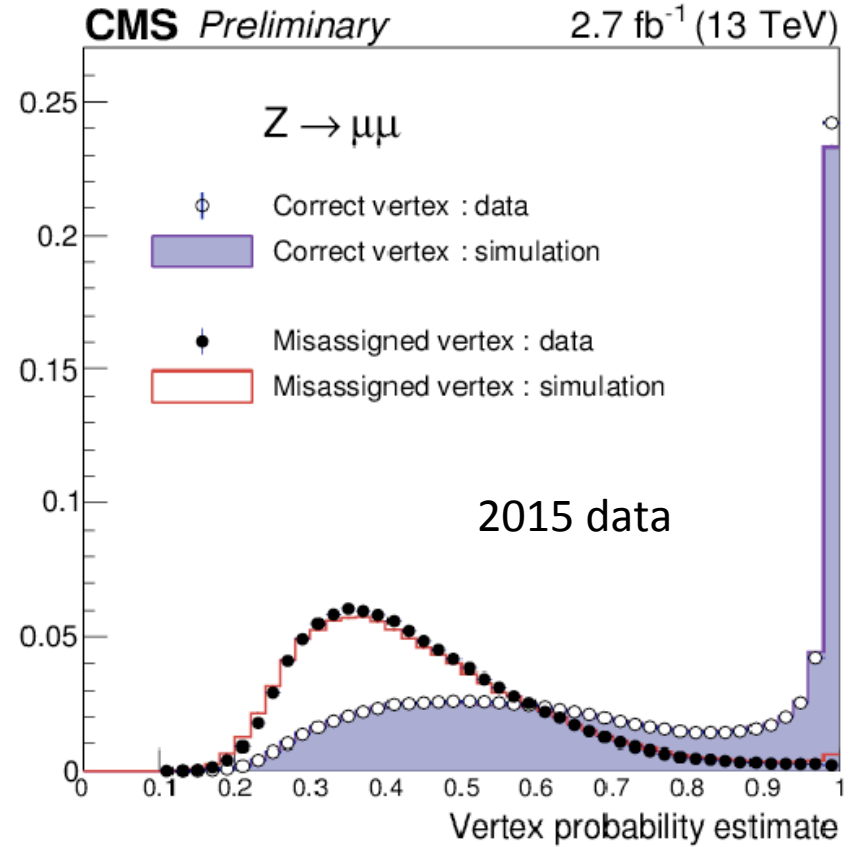 CMS Preliminary 2.7 fb⁻¹ (13 TeV)
0.25
Z → μμ
Correct vertex : data
0.2
Correct vertex : simulation
Misassigned vertex : data
0.15
Misassigned vertex : simulation
0.1
2015 data
0.05
0
0 0.1 0.2 0.3 0.4 0.5 0.6 0.7 0.8 0.9 1
Vertex probability estimate